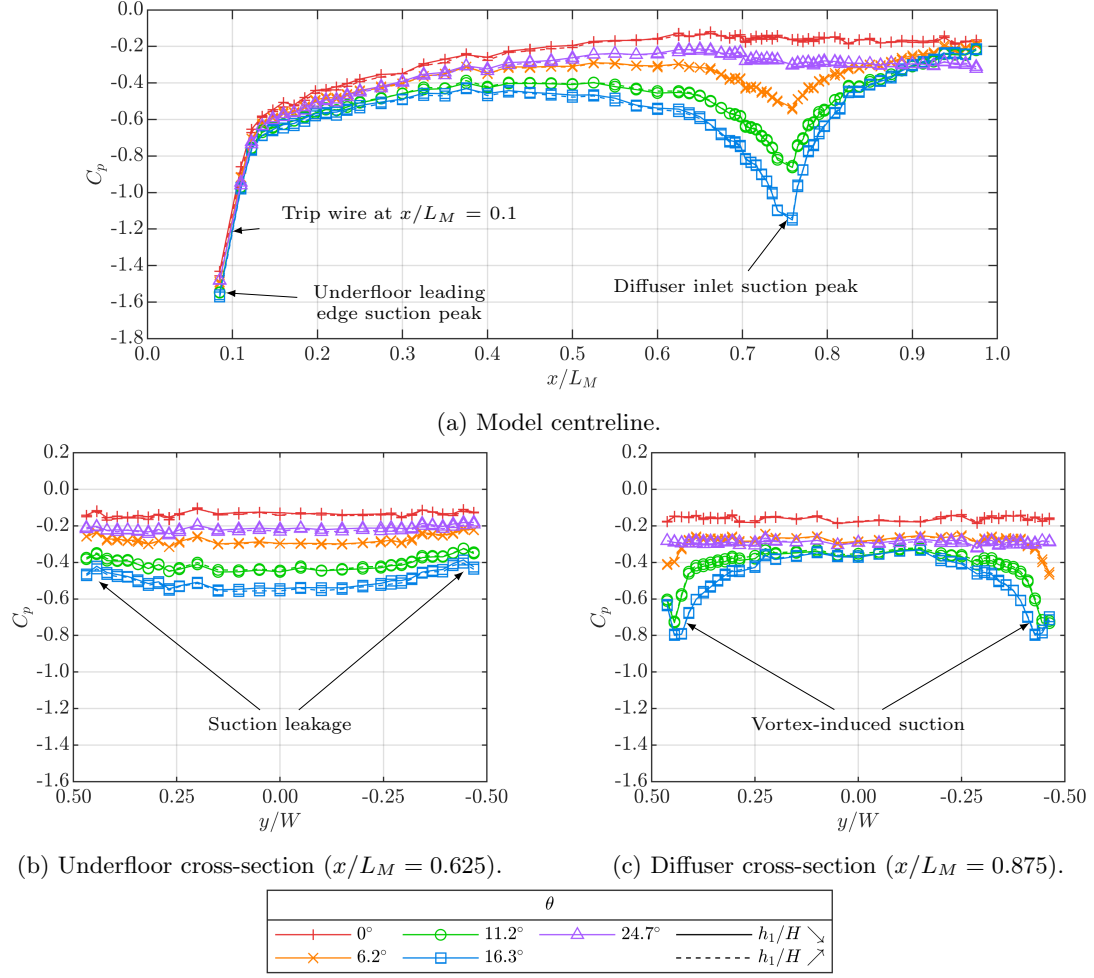 0.0
-0.2
-0.4
-0.6
-0.8
-1.0
-1.2
-1.4
-1.6
-1.8
C_p
Trip wire at x/L_M = 0.1
Underfloor leading
edge suction peak
Diffuser inlet suction peak
0.0 0.1 0.2 0.3 0.4 0.5 0.6 0.7 0.8 0.9 1.0
x/L_M
(a) Model centreline.
0.2
0.0
-0.2
-0.4
-0.6
-0.8
-1.0
-1.2
-1.4
-1.6
C_p
Suction leakage
0.50 0.25 0.00 -0.25 -0.50
y/W
(b) Underfloor cross-section (x/L_M = 0.625).
0.2
0.0
-0.2
-0.4
-0.6
-0.8
-1.0
-1.2
-1.4
-1.6
C_p
Vortex-induced suction
0.50 0.25 0.00 -0.25 -0.50
y/W
(c) Diffuser cross-section (x/L_M = 0.875).
θ
0° 11.2° 24.7° h_1/H ↘
6.2° 16.3° h_1/H ↗